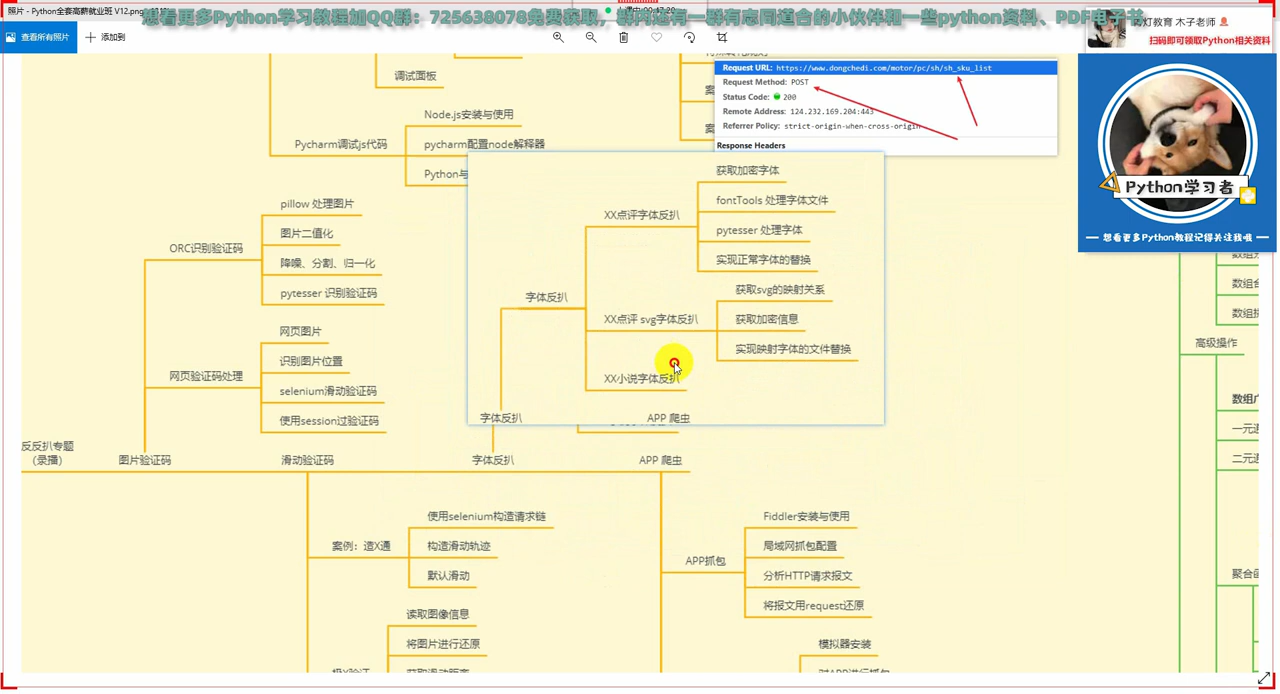 照片 - Python全套高薪就业班 V12.png
想看更多Python学习教程加QQ群：725638078免费获取，群内还有一群有志同道合的小伙伴和一些python资料、PDF电子书
青灯教育 木子老师
扫码即可领取Python相关资料
查看所有照片
添加到
调试面板
Node.js安装与使用
Pycharm调试js代码
pycharm配置node解释器
Python与
Request URL: https://www.dongchedi.com/motor/pc/sh/sh_sku_list
Request Method: POST
Status Code: 200
Remote Address: 124.232.169.204:443
Referrer Policy: strict-origin-when-cross-origin
Response Headers
Python学习者
想看更多Python教程记得关注我哦
pillow 处理图片
ORC识别验证码
图片二值化
降噪、分割、归一化
pytesser 识别验证码
网页图片
网页验证码处理
识别图片位置
selenium滑动验证码
使用session过验证码
获取加密字体
XX点评字体反扒
fontTools 处理字体文件
pytesser 处理字体
实现正常字体的替换
字体反扒
获取svg的映射关系
XX点评 svg字体反扒
获取加密信息
实现映射字体的文件替换
XX小说字体反扒
字体反扒
APP 爬虫
反反扒专题
（录播）
图片验证码
滑动验证码
字体反扒
APP 爬虫
使用selenium构造请求链
案例：造X通
构造滑动轨迹
默认滑动
读取图像信息
将图片进行还原
Fiddler安装与使用
APP抓包
局域网抓包配置
分析HTTP请求报文
将报文用request还原
模拟器安装
高级操作
数组
数组
数组
一元
二元